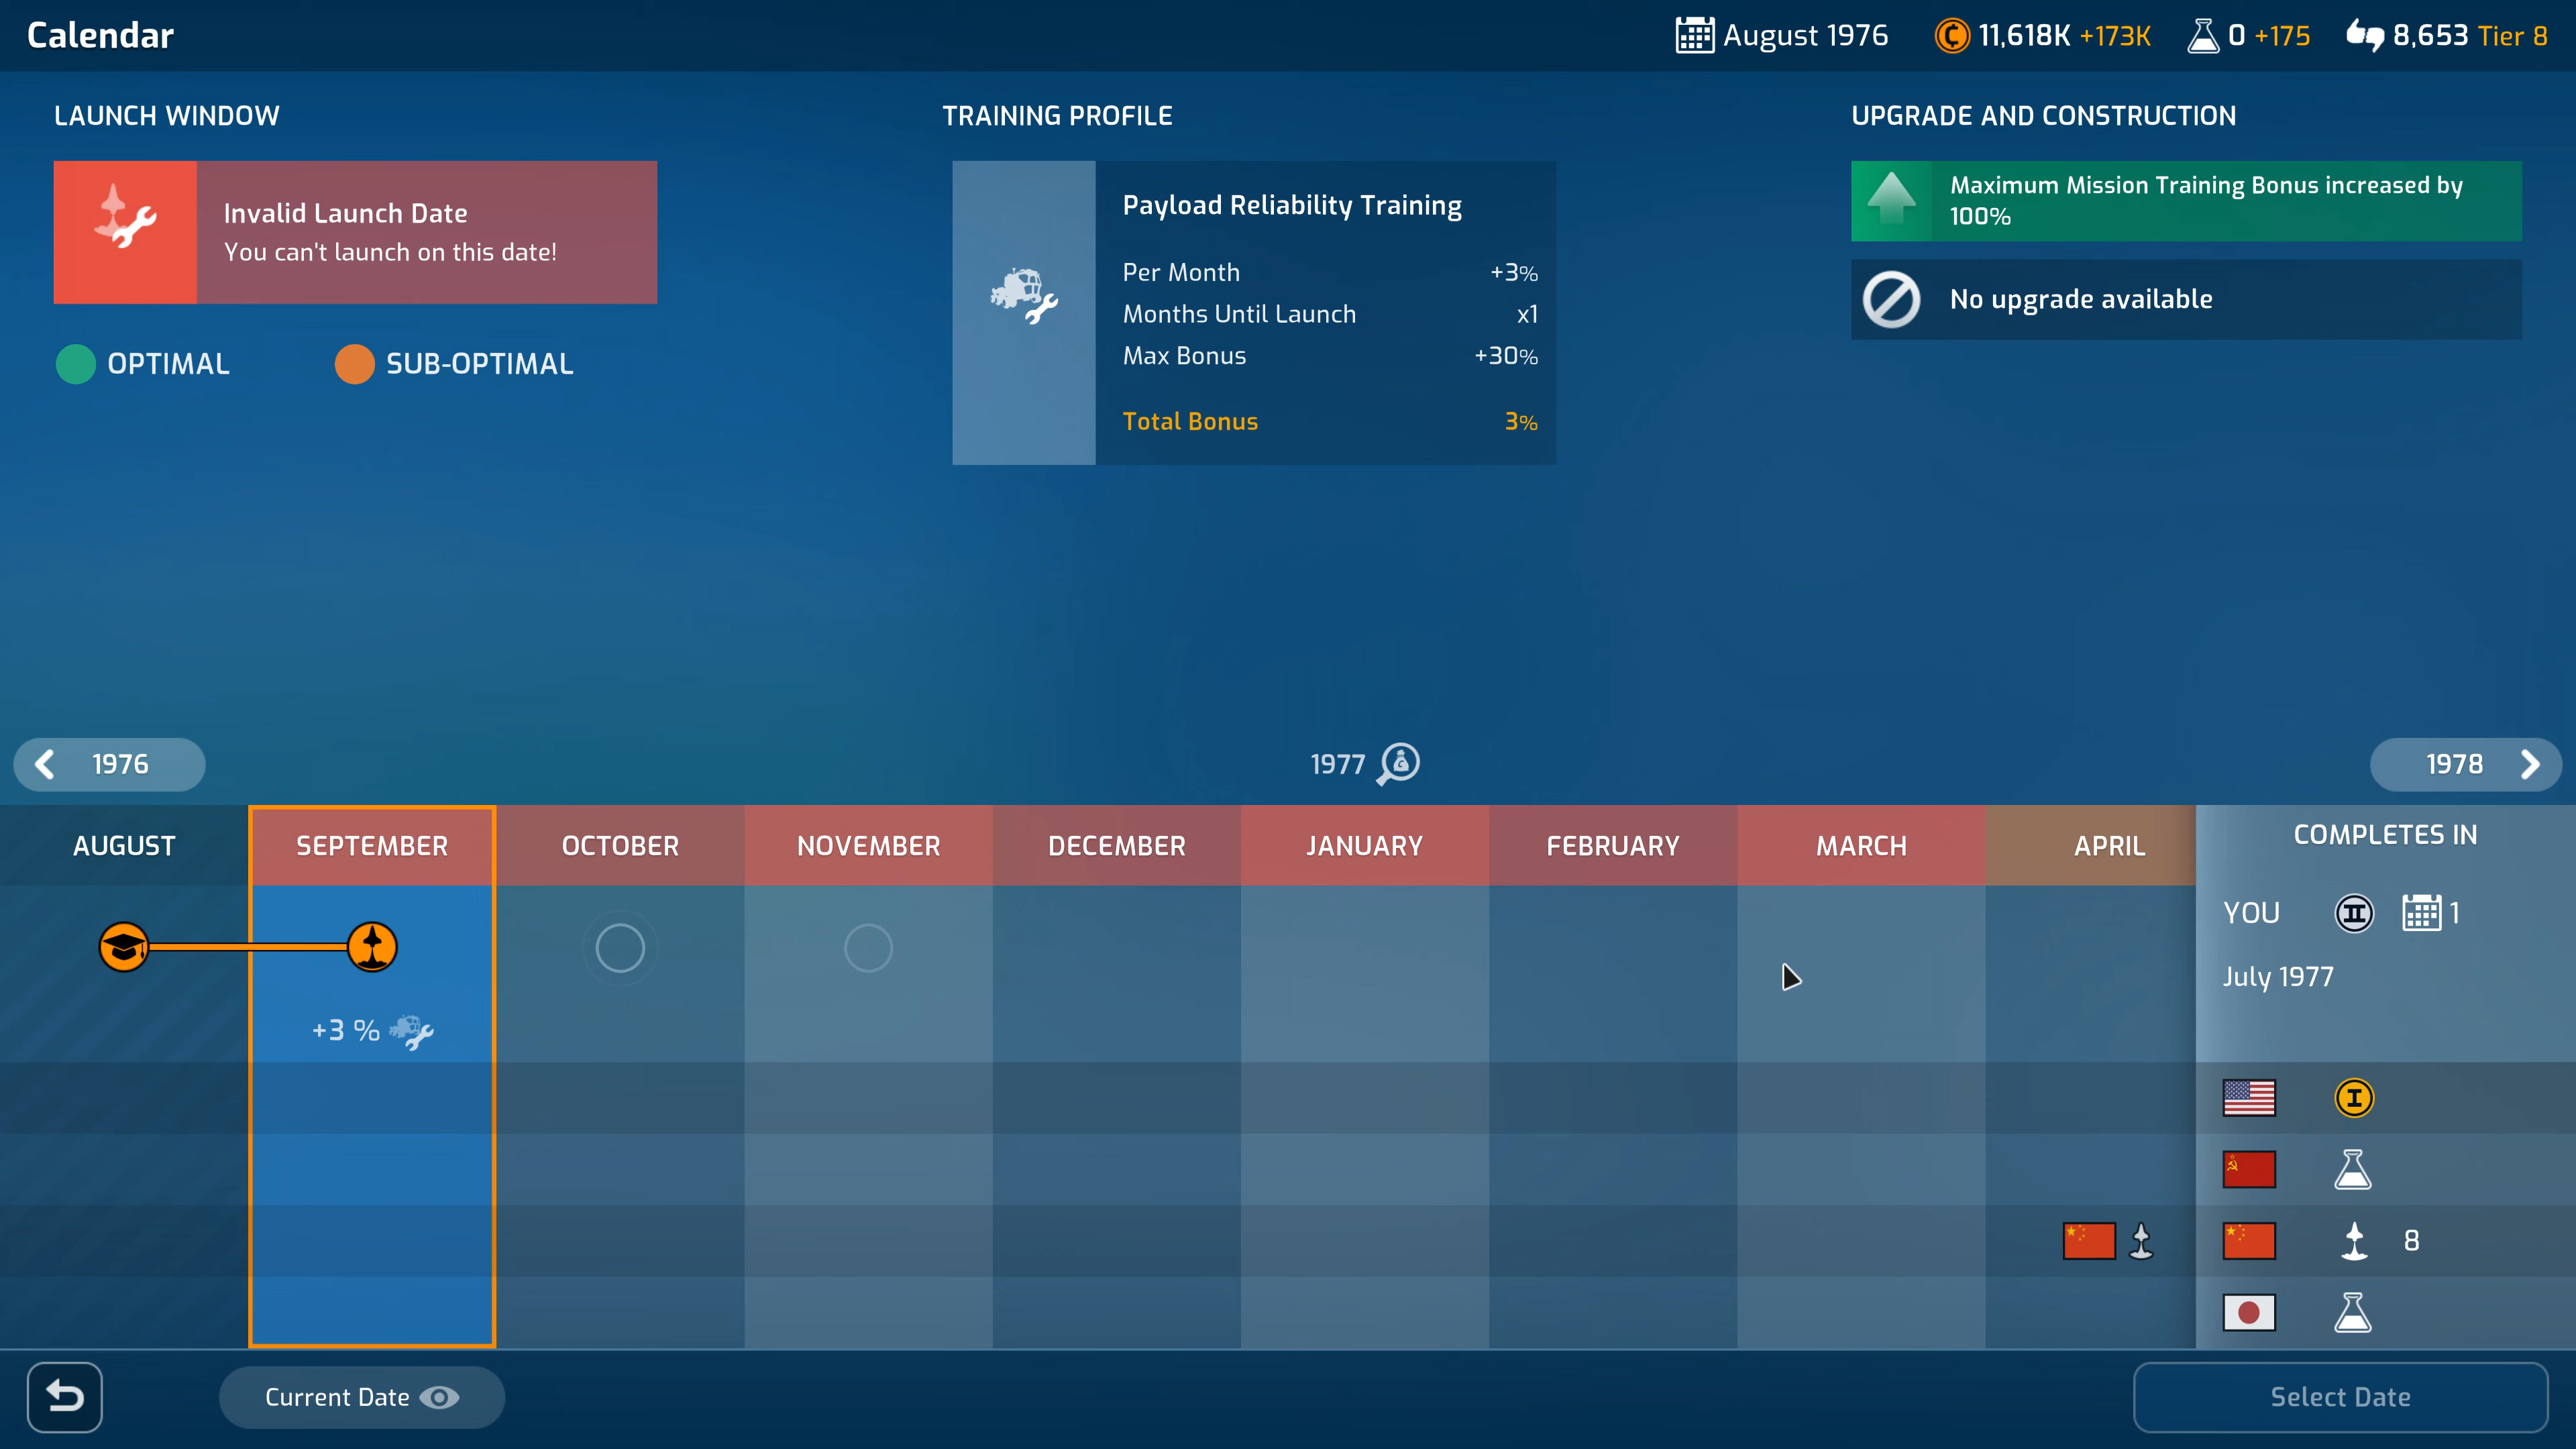 Calendar
August 1976
11,618K +173K
0 +175
8,653 Tier 8
LAUNCH WINDOW
Invalid Launch Date
You can't launch on this date!
OPTIMAL
SUB-OPTIMAL
TRAINING PROFILE
Payload Reliability Training
Per Month +3%
Months Until Launch x1
Max Bonus +30%
Total Bonus 3%
UPGRADE AND CONSTRUCTION
Maximum Mission Training Bonus increased by
100%
No upgrade available
1976
1977
1978
AUGUST
SEPTEMBER
OCTOBER
NOVEMBER
DECEMBER
JANUARY
FEBRUARY
MARCH
APRIL
+3 %
COMPLETES IN
YOU II 1
July 1977
I
8
Current Date
Select Date